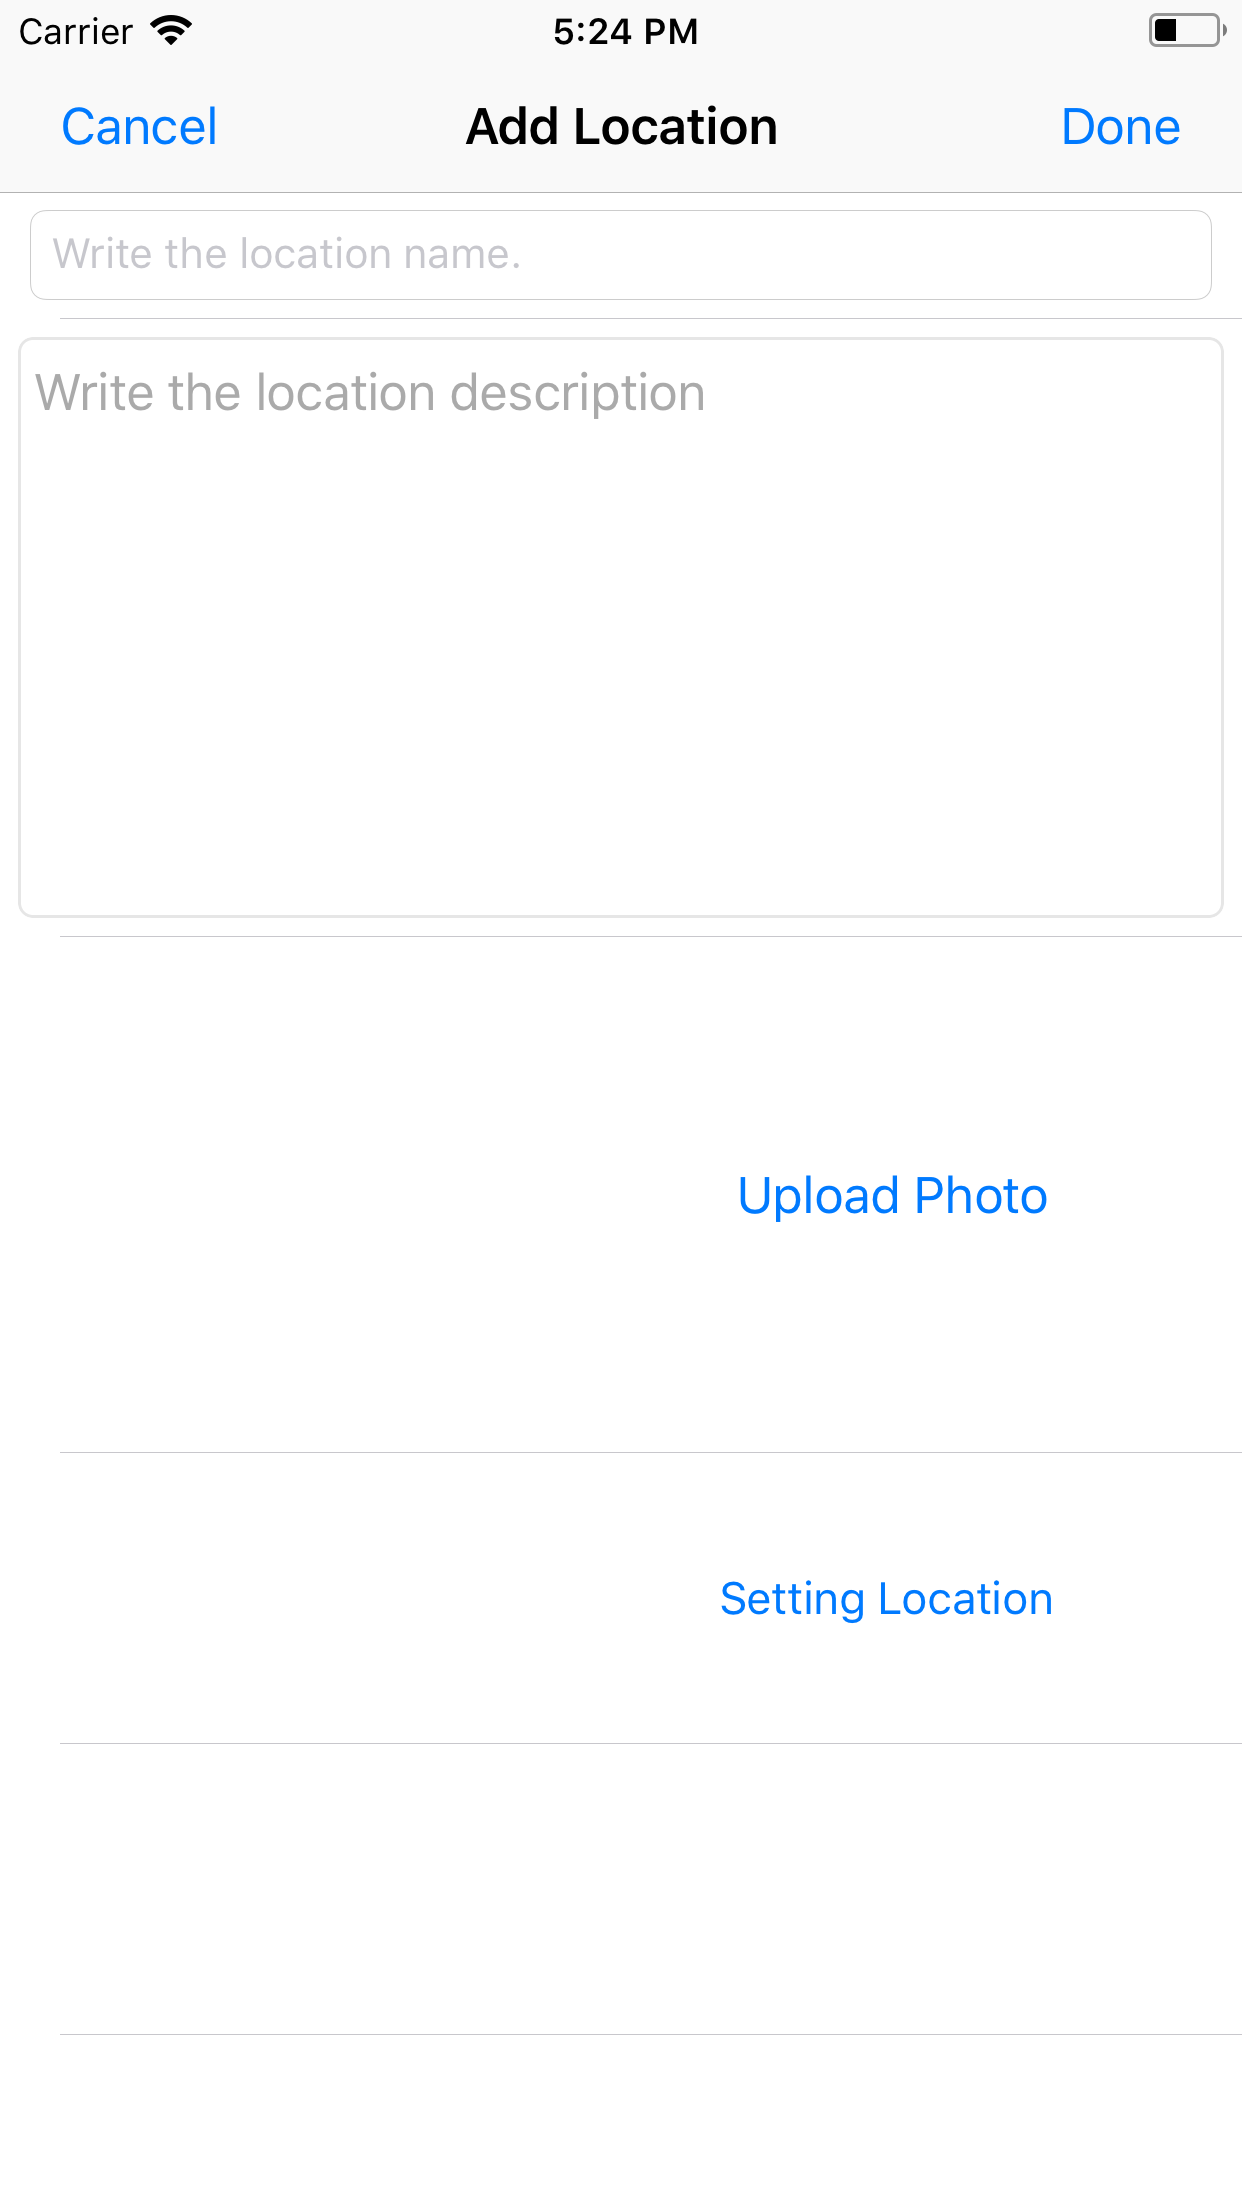 Carrier 5:24 PM
Cancel Add Location Done
Write the location name.
Write the location description
Upload Photo
Setting Location